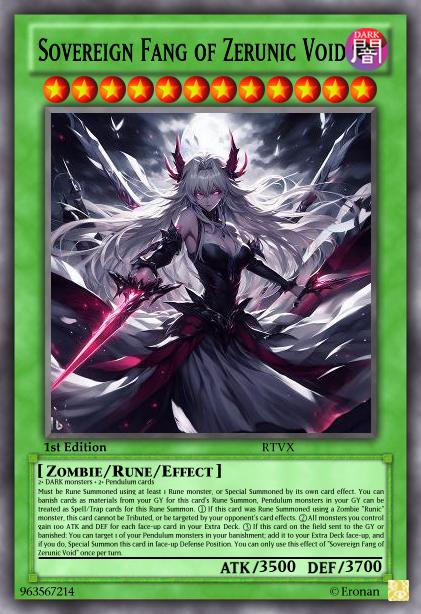 Sovereign Fang of Zerunic Void
DARK
闇
1st Edition RTVX
[ Zombie/Rune/Effect ]
2+ DARK monsters + 2+ Pendulum cards
Must be Rune Summoned using at least 1 Rune monster, or Special Summoned by its own card effect. You can
banish cards as materials from your GY for this card's Rune Summon, Pendulum monsters in your GY can be
treated as Spell/Trap cards for this Rune Summon. ① If this card was Rune Summoned using a Zombie "Runic"
monster, this card cannot be Tributed, or be targeted by your opponent's card effects. ② All monsters you control
gain 100 ATK and DEF for each face-up card in your Extra Deck. ③ If this card on the field sent to the GY or
banished: You can target 1 of your Pendulum monsters in your banishment; add it to your Extra Deck face-up, and
if you do, Special Summon this card in face-up Defense Position. You can only use this effect of "Sovereign Fang of
Zerunic Void" once per turn.
ATK/3500 DEF/3700
963567214 © Eronan